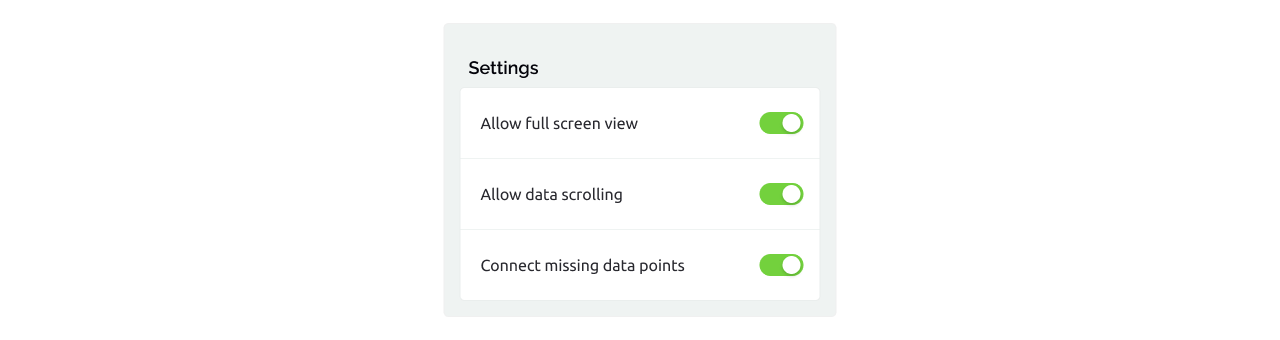 Settings
Allow full screen view
Allow data scrolling
Connect missing data points